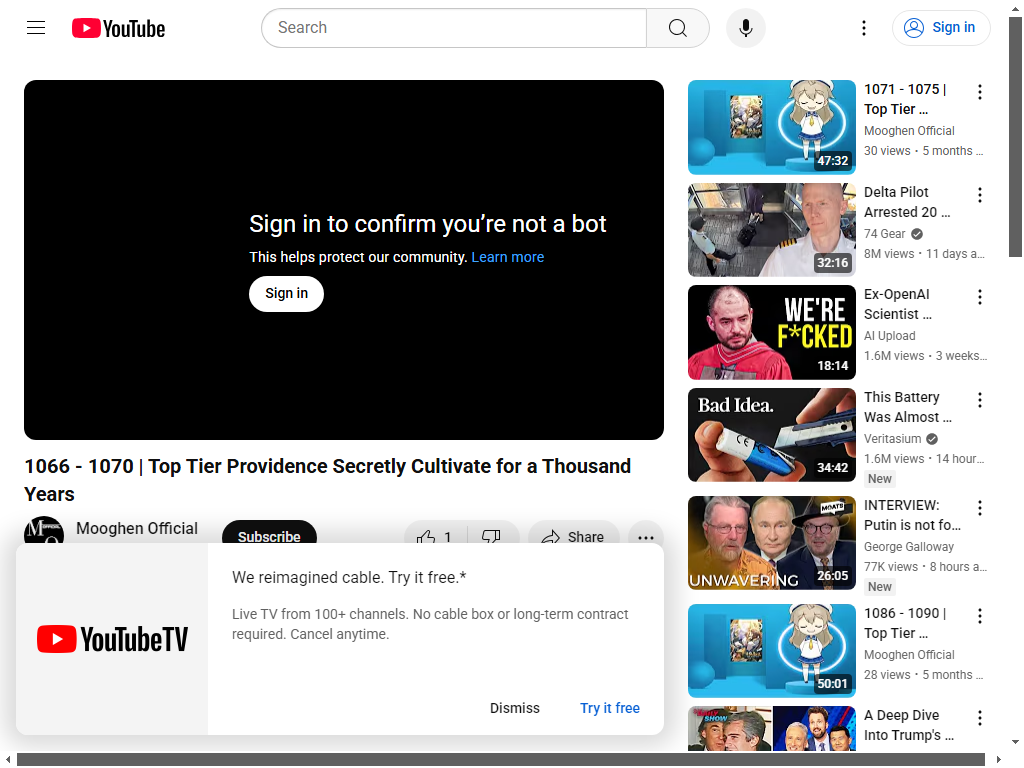 YouTube
Search
Sign in
Sign in to confirm you’re not a bot
This helps protect our community. Learn more
Sign in
1066 - 1070 | Top Tier Providence Secretly Cultivate for a Thousand
Years
Mooghen Official
Subscribe
1
Share
YouTubeTV
We reimagined cable. Try it free.*
Live TV from 100+ channels. No cable box or long-term contract
required. Cancel anytime.
Dismiss
Try it free
47:32
1071 - 1075 |
Top Tier ...
Mooghen Official
30 views • 5 months ...
32:16
Delta Pilot
Arrested 20 ...
74 Gear
8M views • 11 days a...
WE'RE
F*CKED
18:14
Ex-OpenAI
Scientist ...
AI Upload
1.6M views • 3 weeks...
Bad Idea.
34:42
This Battery
Was Almost ...
Veritasium
1.6M views • 14 hour...
New
MOATS
UNWAVERING
26:05
INTERVIEW:
Putin is not fo...
George Galloway
77K views • 8 hours a...
New
50:01
1086 - 1090 |
Top Tier ...
Mooghen Official
28 views • 5 months ...
SHOW
A Deep Dive
Into Trump's ...